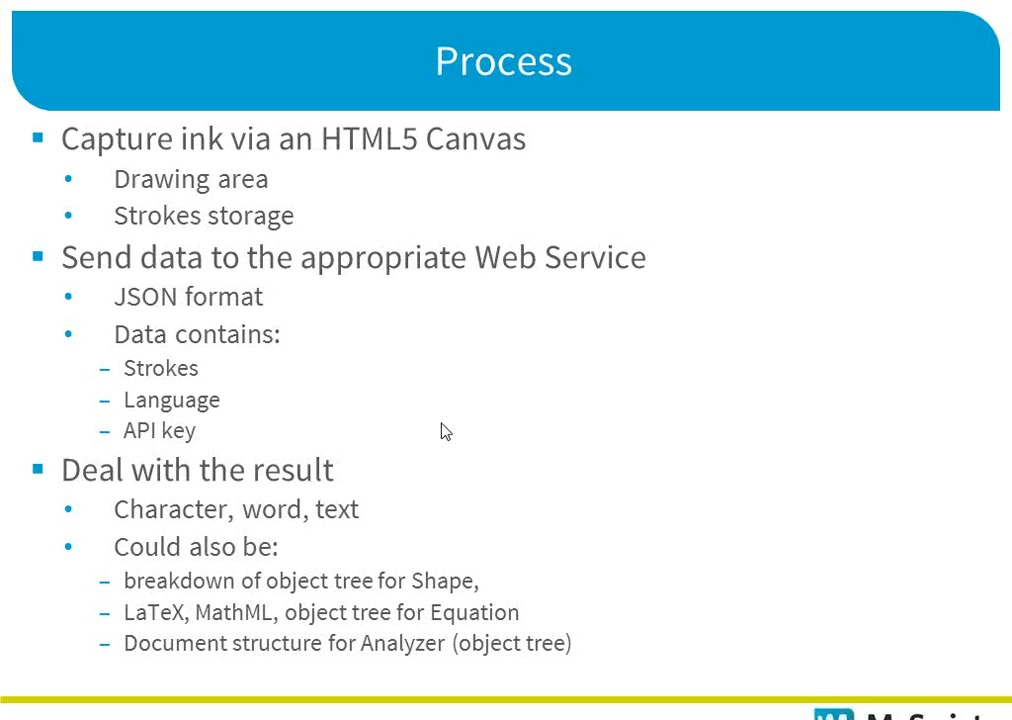 Process
Capture ink via an HTML5 Canvas
Drawing area
Strokes storage
Send data to the appropriate Web Service
JSON format
Data contains:
Strokes
Language
API key
Deal with the result
Character, word, text
Could also be:
breakdown of object tree for Shape,
LaTeX, MathML, object tree for Equation
Document structure for Analyzer (object tree)